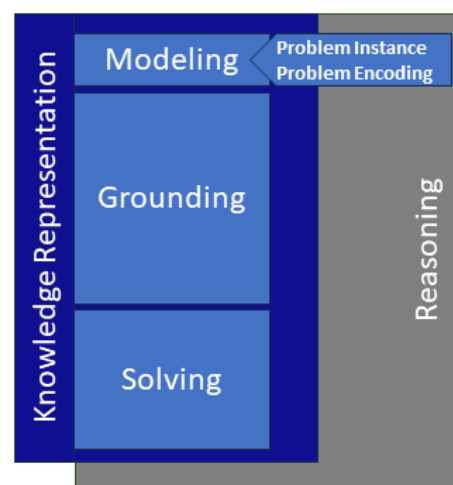 Modeling
Problem Instance
Problem Encoding
Knowledge Representation
Grounding
Reasoning
Solving